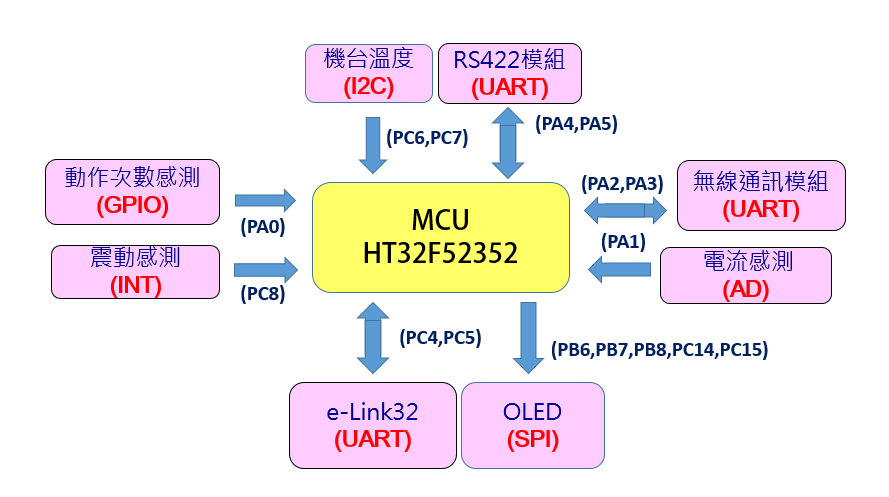 機台溫度
(I2C)
RS422模組
(UART)
(PC6,PC7)
(PA4,PA5)
動作次數感測
(GPIO)
(PA0)
震動感測
(INT)
(PC8)
MCU
HT32F52352
(PA2,PA3)
無線通訊模組
(UART)
(PA1)
電流感測
(AD)
(PC4,PC5)
(PB6,PB7,PB8,PC14,PC15)
e-Link32
(UART)
OLED
(SPI)